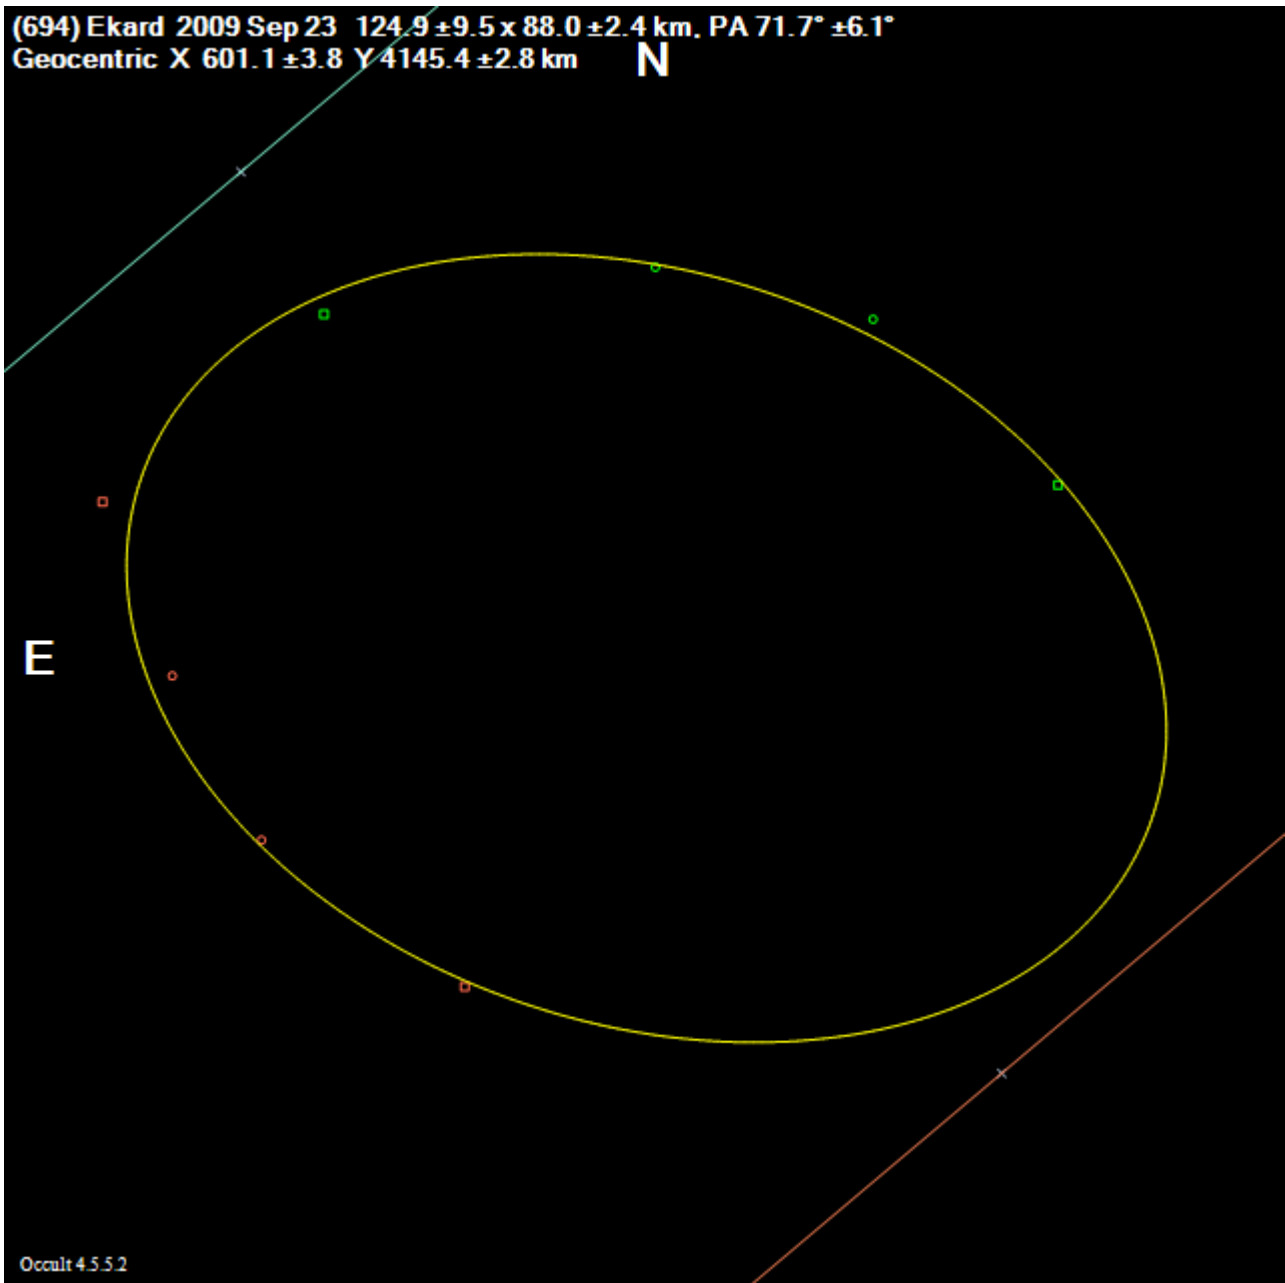 (694) Ekard 2009 Sep 23 124.9 ±9.5 x 88.0 ±2.4 km, PA 71.7° ±6.1°
Geocentric X 601.1 ±3.8 Y 4145.4 ±2.8 km
N
E
Occult 4.5.5.2